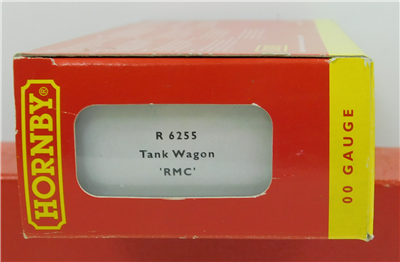 HORNBY®
R 6255
Tank Wagon
'RMC'
00 GAUGE